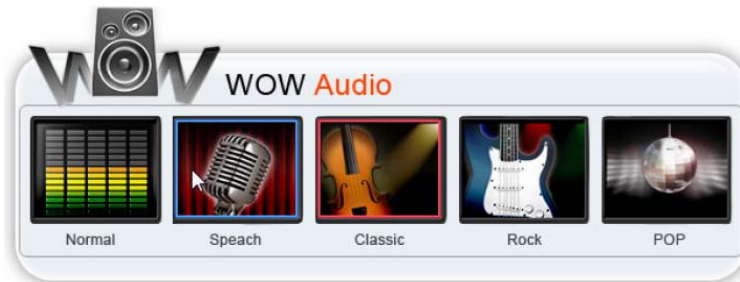 WOW
WOW Audio
Normal
Speach
Classic
Rock
POP